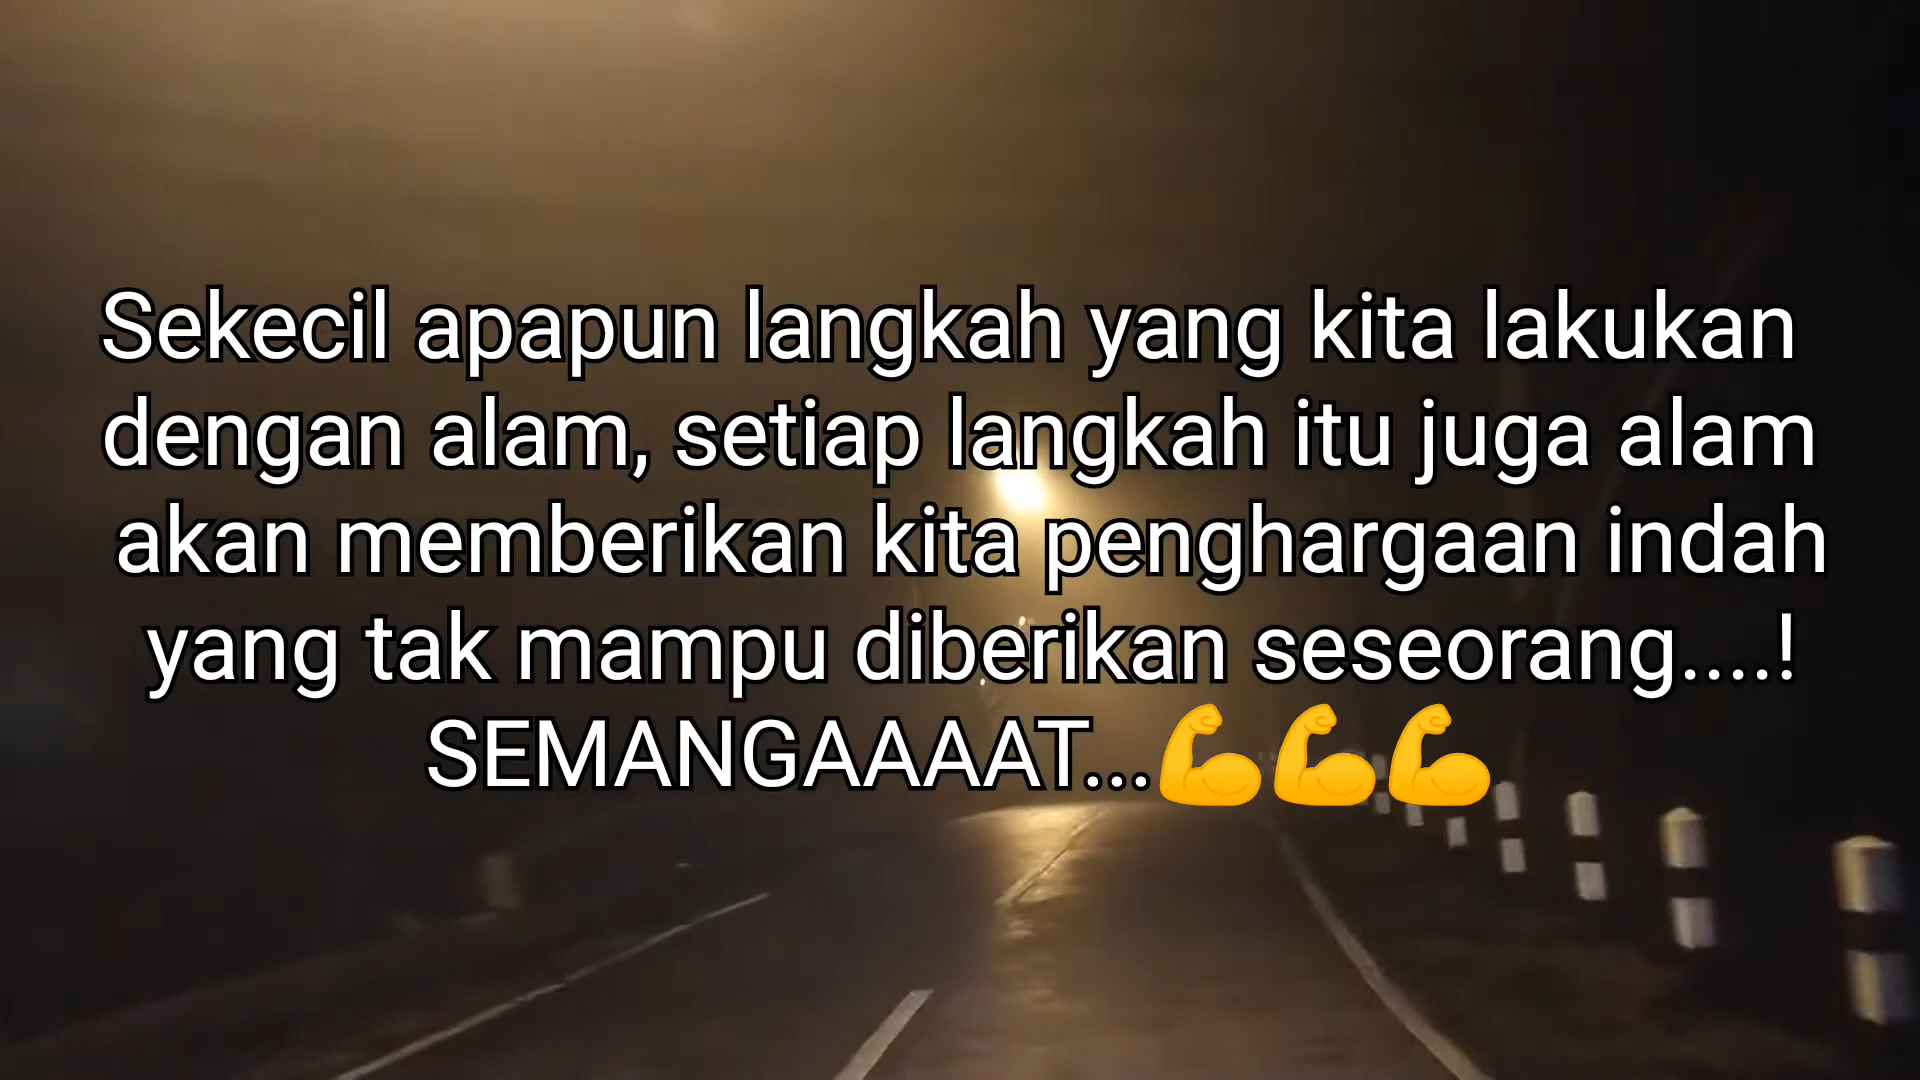 Sekecil apapun langkah yang kita lakukan
dengan alam, setiap langkah itu juga alam
akan memberikan kita penghargaan indah
yang tak mampu diberikan seseorang....!
SEMANGAAAAT...💪💪💪